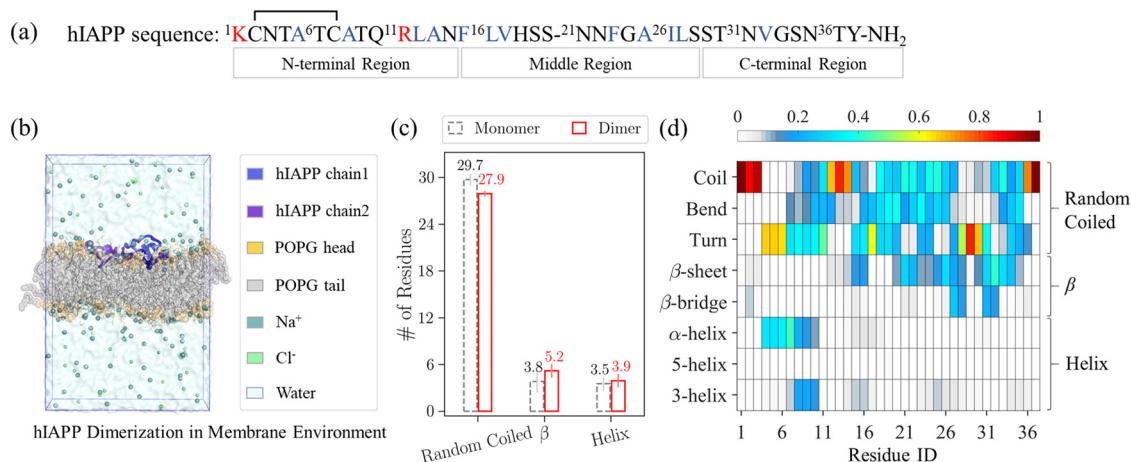 (a) hIAPP sequence: ¹KCNTA⁶TCATQ¹¹RLANF¹⁶LVHSS-²¹NNFGA²⁶ILSST³¹NVGSN³⁶TY-NH₂
N-terminal Region Middle Region C-terminal Region
(b)
hIAPP chain1
hIAPP chain2
POPG head
POPG tail
Na⁺
Cl⁻
Water
hIAPP Dimerization in Membrane Environment
(c)
Monomer Dimer
# of Residues
30
24
18
12
6
0
29.7 27.9
3.8 5.2
3.5 3.9
Random Coiled β Helix
(d)
0 0.2 0.4 0.6 0.8 1
Coil
Bend
Turn
β-sheet
β-bridge
α-helix
5-helix
3-helix
Random
Coiled
β
Helix
1 6 11 16 21 26 31 36
Residue ID